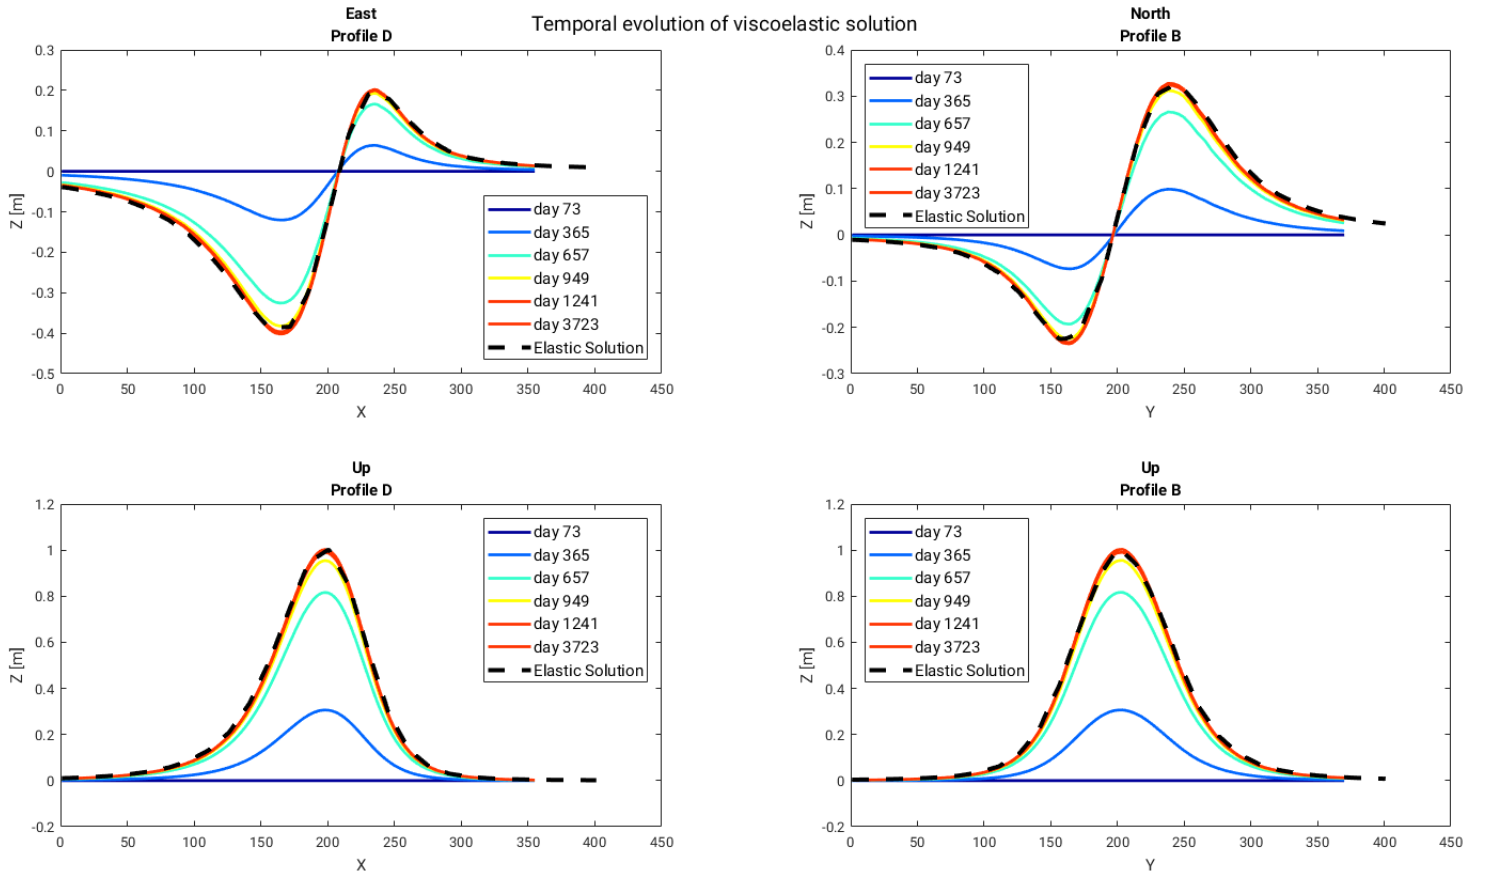 Temporal evolution of viscoelastic solution
East
Profile D
0.3
0.2
0.1
0
-0.1
-0.2
-0.3
-0.4
-0.5
Z [m]
0 50 100 150 200 250 300 350 400 450
X
day 73
day 365
day 657
day 949
day 1241
day 3723
Elastic Solution
North
Profile B
0.4
0.3
0.2
0.1
0
-0.1
-0.2
-0.3
Z [m]
0 50 100 150 200 250 300 350 400 450
Y
day 73
day 365
day 657
day 949
day 1241
day 3723
Elastic Solution
Up
Profile D
1.2
1
0.8
0.6
0.4
0.2
0
-0.2
Z [m]
0 50 100 150 200 250 300 350 400 450
X
day 73
day 365
day 657
day 949
day 1241
day 3723
Elastic Solution
Up
Profile B
1.2
1
0.8
0.6
0.4
0.2
0
-0.2
Z [m]
0 50 100 150 200 250 300 350 400 450
Y
day 73
day 365
day 657
day 949
day 1241
day 3723
Elastic Solution